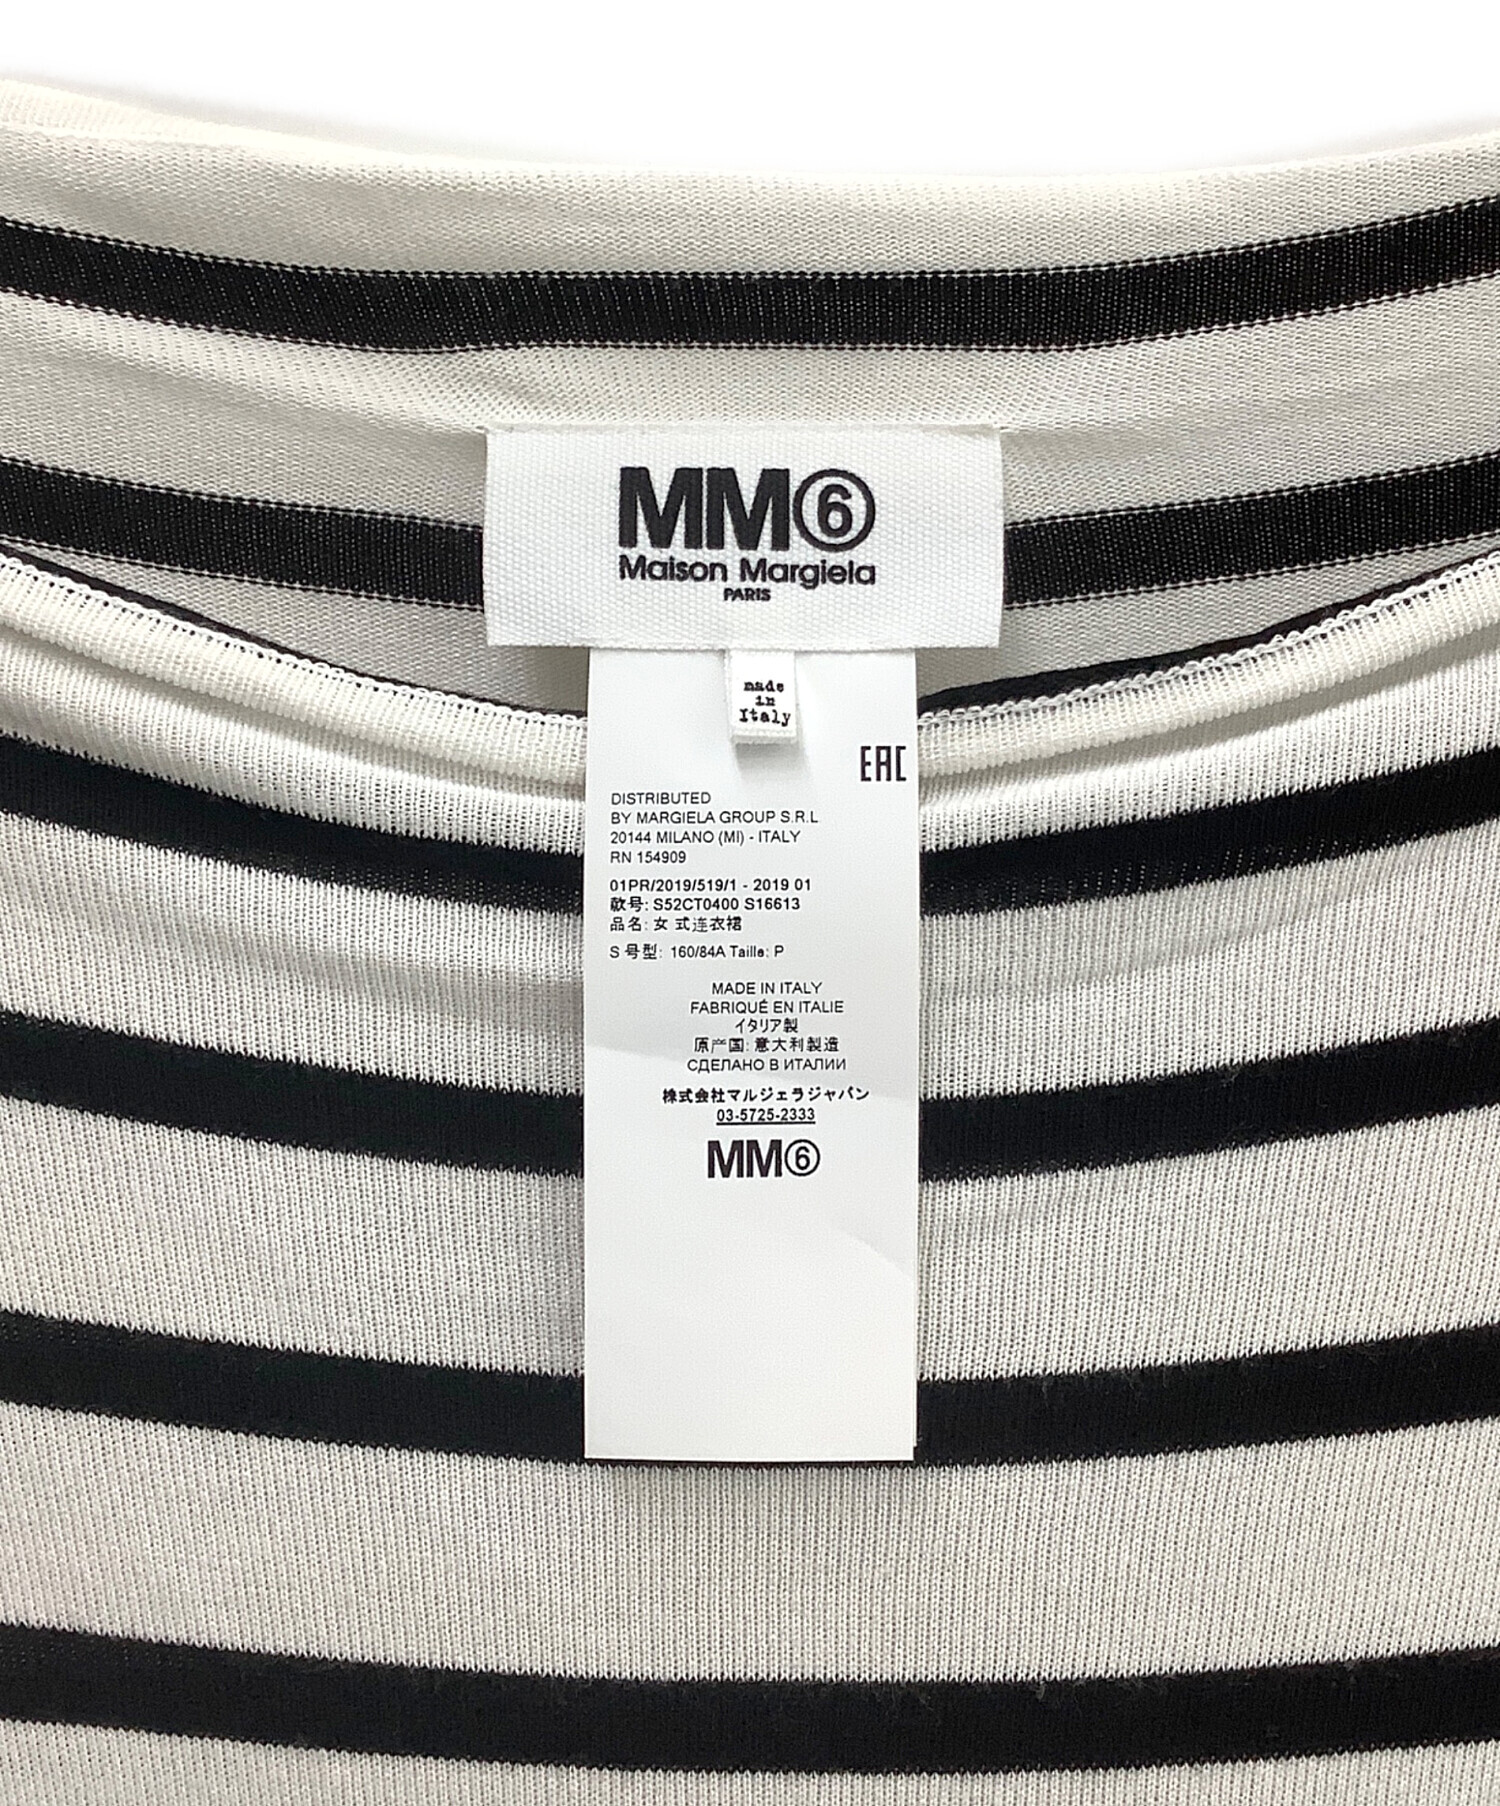 MM⑥
Maison Margiela
PARIS
made
in
Italy
EAC
DISTRIBUTED
BY MARGIELA GROUP S.R.L
20144 MILANO (MI) - ITALY
RN 154909
01PR/2019/519/1 - 2019 01
款号: S52CT0400 S16613
品名: 女 式连衣裙
S 号型: 160/84A Taille: P
MADE IN ITALY
FABRIQUÉ EN ITALIE
イタリア製
原产国: 意大利製造
СДЕЛАНО В ИТАЛИИ
株式会社マルジェラジャパン
03-5725-2333
MM⑥